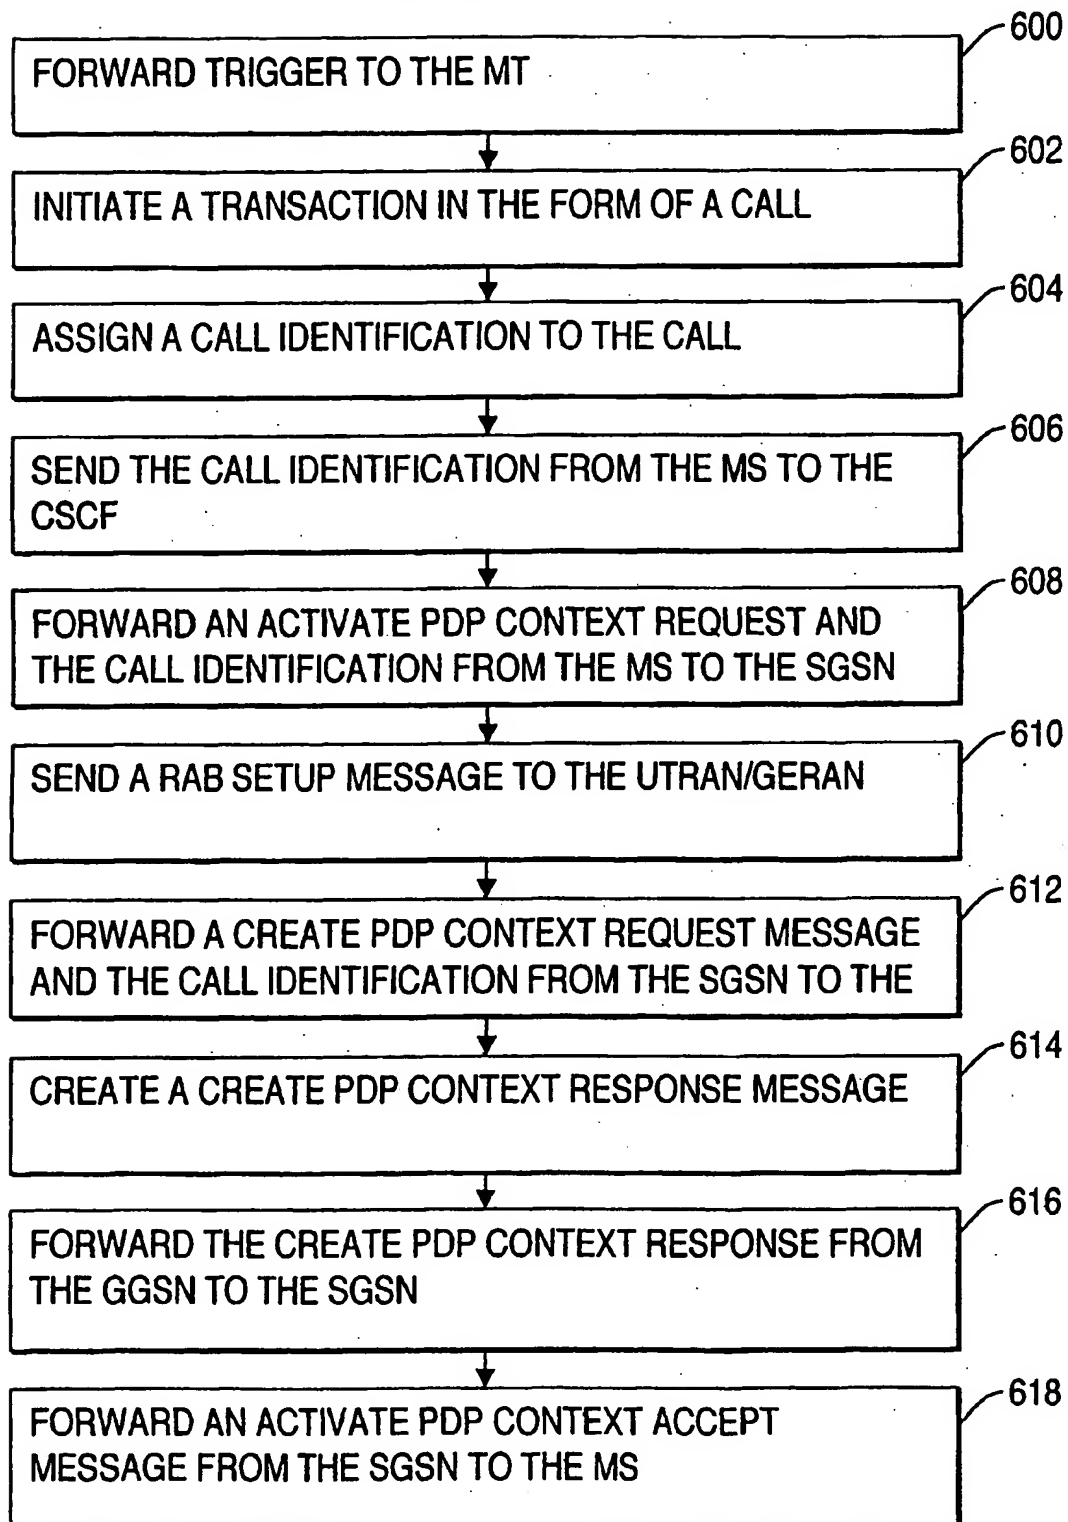 600
FORWARD TRIGGER TO THE MT
602
INITIATE A TRANSACTION IN THE FORM OF A CALL
604
ASSIGN A CALL IDENTIFICATION TO THE CALL
606
SEND THE CALL IDENTIFICATION FROM THE MS TO THE
CSCF
608
FORWARD AN ACTIVATE PDP CONTEXT REQUEST AND
THE CALL IDENTIFICATION FROM THE MS TO THE SGSN
610
SEND A RAB SETUP MESSAGE TO THE UTRAN/GERAN
612
FORWARD A CREATE PDP CONTEXT REQUEST MESSAGE
AND THE CALL IDENTIFICATION FROM THE SGSN TO THE
614
CREATE A CREATE PDP CONTEXT RESPONSE MESSAGE
616
FORWARD THE CREATE PDP CONTEXT RESPONSE FROM
THE GGSN TO THE SGSN
618
FORWARD AN ACTIVATE PDP CONTEXT ACCEPT
MESSAGE FROM THE SGSN TO THE MS